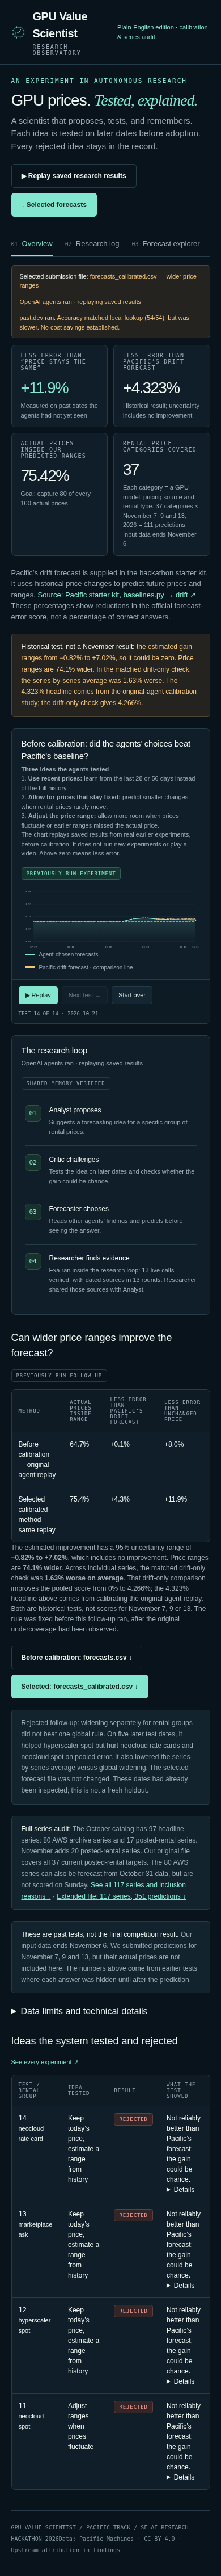 GPU Value
Scientist
RESEARCH
OBSERVATORY
Plain-English edition · calibration
& series audit
AN EXPERIMENT IN AUTONOMOUS RESEARCH
GPU prices. Tested, explained.
A scientist that proposes, tests, and remembers.
Each idea is tested on later dates before adoption.
Every rejected idea stays in the record.
▶ Replay saved research results
↓ Selected forecasts
01 Overview
02 Research log
03 Forecast explorer
Selected submission file: forecasts_calibrated.csv — wider price
ranges
OpenAI agents ran · replaying saved results
past.dev ran. Accuracy matched local lookup (54/54), but was
slower. No cost savings established.
LESS ERROR THAN
"PRICE STAYS THE
SAME"
+11.9%
Measured on past dates the
agents had not yet seen
LESS ERROR THAN
PACIFIC'S DRIFT
FORECAST
+4.323%
Historical result; uncertainty
includes no improvement
ACTUAL PRICES
INSIDE OUR
PREDICTED RANGES
75.42%
Goal: capture 80 of every
100 actual prices
RENTAL-PRICE
CATEGORIES COVERED
37
Each category = a GPU
model, pricing source and
rental type. 37 categories ×
November 7, 9 and 13,
2026 = 111 predictions.
Input data ends November
6.
Pacific's drift forecast is supplied in the hackathon starter kit.
It uses historical price changes to predict future prices and
ranges. Source: Pacific starter kit, baselines.py → drift ↗
These percentages show reductions in the official forecast-
error score, not a percentage of correct answers.
Historical test, not a November result: the estimated gain
ranges from −0.82% to +7.02%, so it could be zero. Price
ranges are 74.1% wider. In the matched drift-only check,
the series-by-series average was 1.63% worse. The
4.323% headline comes from the original-agent calibration
study; the drift-only check gives 4.266%.
Before calibration: did the agents' choices beat
Pacific's baseline?
Three ideas the agents tested
1. Use recent prices: learn from the last 28 or 56 days instead
of the full history.
2. Allow for prices that stay fixed: predict smaller changes
when rental prices rarely move.
3. Adjust the price range: allow more room when prices
fluctuate or earlier ranges missed the actual price.
The chart replays saved results from real earlier experiments,
before calibration. It does not run new experiments or play a
video. Above zero means less error.
PREVIOUSLY RUN EXPERIMENT
Agent-chosen forecasts
Pacific drift forecast · comparison line
▶ Replay
Next test →
Start over
TEST 14 OF 14 · 2026-10-21
The research loop
OpenAI agents ran · replaying saved results
SHARED MEMORY VERIFIED
01
Analyst proposes
Suggests a forecasting idea for a specific group of
rental prices.
02
Critic challenges
Tests the idea on later dates and checks whether the
gain could be chance.
03
Forecaster chooses
Reads other agents' findings and predicts before
seeing the answer.
04
Researcher finds evidence
Exa ran inside the research loop: 13 live calls
verified, with dated sources in 13 rounds. Researcher
shared those sources with Analyst.
Can wider price ranges improve the
forecast?
PREVIOUSLY RUN FOLLOW-UP
METHOD
ACTUAL
PRICES
INSIDE
RANGE
LESS ERROR
THAN
PACIFIC'S
DRIFT
FORECAST
LESS ERROR
THAN
UNCHANGED
PRICE
Before
calibration
— original
agent replay
64.7%
+0.1%
+8.0%
Selected
calibrated
method —
same replay
75.4%
+4.3%
+11.9%
The estimated improvement has a 95% uncertainty range of
−0.82% to +7.02%, which includes no improvement. Price ranges
are 74.1% wider. Across individual series, the matched drift-only
check was 1.63% worse on average. That drift-only comparison
improves the pooled score from 0% to 4.266%; the 4.323%
headline above comes from calibrating the original agent replay.
These are historical tests, not scores for November 7, 9 or 13. The
rule was fixed before this follow-up ran, after the original
undercoverage had been observed.
Before calibration: forecasts.csv ↓
Selected: forecasts_calibrated.csv ↓
Rejected follow-up: widening separately for rental groups
did not beat one global rule. On five later test dates, it
helped hyperscaler spot but hurt neocloud rate cards and
neocloud spot on pooled error. It also lowered the series-
by-series average versus global widening. The selected
forecast file was not changed. These dates had already
been inspected; this is not a fresh holdout.
Full series audit: The October catalog has 97 headline
series: 80 AWS archive series and 17 posted-rental series.
November adds 20 posted-rental series. Our original file
covers all 37 current posted-rental targets. The 80 AWS
series can also be forecast from October 31 data, but are
not scored on Sunday. See all 117 series and inclusion
reasons ↓ · Extended file: 117 series, 351 predictions ↓
These are past tests, not the final competition result. Our
input data ends November 6. We submitted predictions for
November 7, 9 and 13, but their actual prices are not
included here. The numbers above come from earlier tests
where each answer was hidden until after the prediction.
▶ Data limits and technical details
Ideas the system tested and rejected
See every experiment ↗
TEST /
RENTAL
GROUP
IDEA
TESTED
RESULT
WHAT THE
TEST
SHOWED
14
neocloud
rate card
Keep
today's
price,
estimate a
range
from
history
REJECTED
Not reliably
better than
Pacific's
forecast;
the gain
could be
chance.
▶ Details
13
marketplace
ask
Keep
today's
price,
estimate a
range
from
history
REJECTED
Not reliably
better than
Pacific's
forecast;
the gain
could be
chance.
▶ Details
12
hyperscaler
spot
Keep
today's
price,
estimate a
range
from
history
REJECTED
Not reliably
better than
Pacific's
forecast;
the gain
could be
chance.
▶ Details
11
neocloud
spot
Adjust
ranges
when
prices
fluctuate
REJECTED
Not reliably
better than
Pacific's
forecast;
the gain
could be
chance.
▶ Details
GPU VALUE SCIENTIST / PACIFIC TRACK / SF AI RESEARCH
HACKATHON 2026Data: Pacific Machines · CC BY 4.0 ·
Upstream attribution in findings